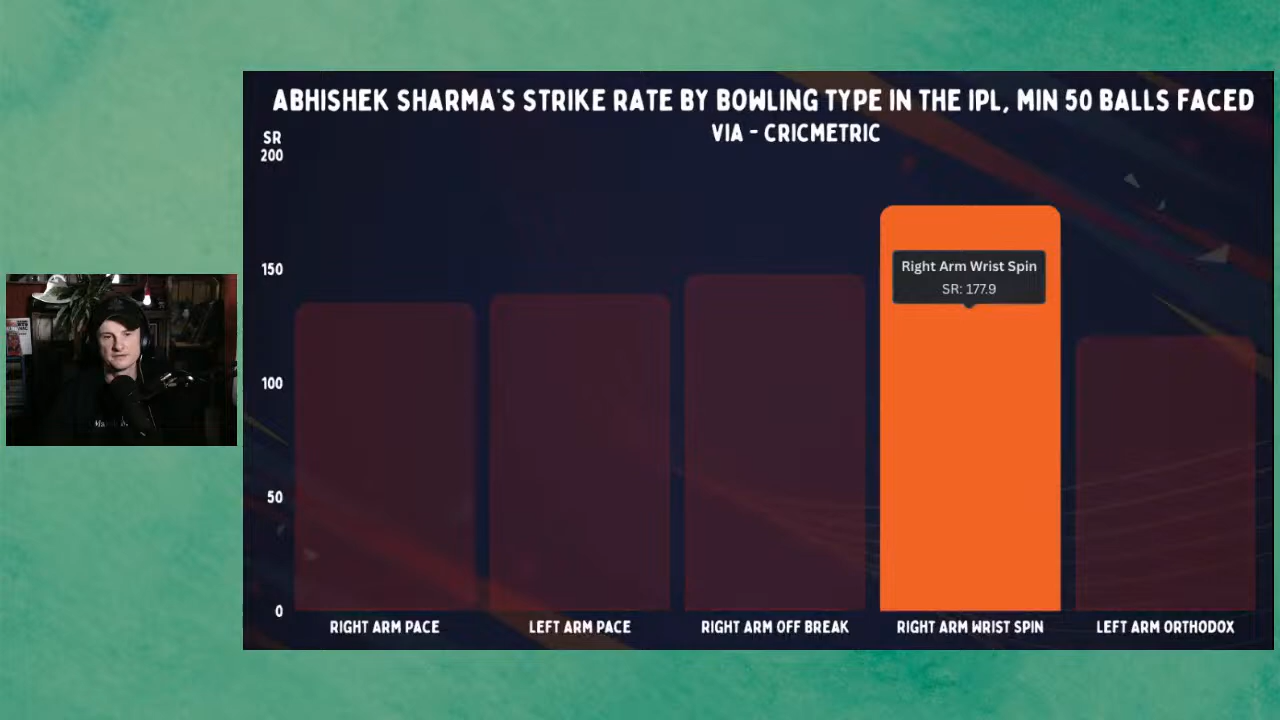 ABHISHEK SHARMA'S STRIKE RATE BY BOWLING TYPE IN THE IPL, MIN 50 BALLS FACED
VIA - CRICMETRIC
SR
200
150
100
50
0
Right Arm Wrist Spin
SR: 177.9
RIGHT ARM PACE
LEFT ARM PACE
RIGHT ARM OFF BREAK
RIGHT ARM WRIST SPIN
LEFT ARM ORTHODOX